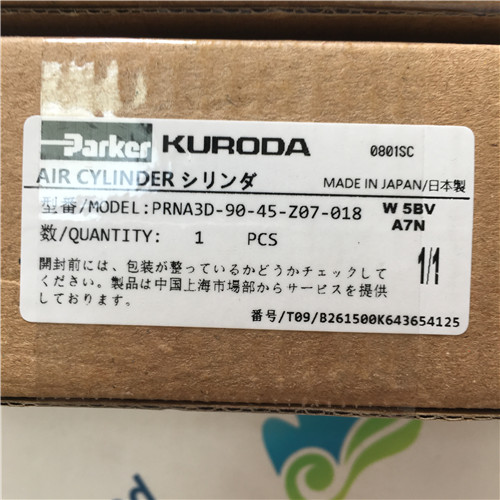 Parker KURODA 0801SC
AIR CYLINDER シリンダ MADE IN JAPAN/日本製
型番/MODEL:PRNA3D-90-45-Z07-018 W 5BV
A7N
数/QUANTITY: 1 PCS
1/1
開封前には、包装が整っているかどうかチェックして
ください。製品は中国上海市場部からサービスを提供
しております。
番号/T09/B261500K643654125